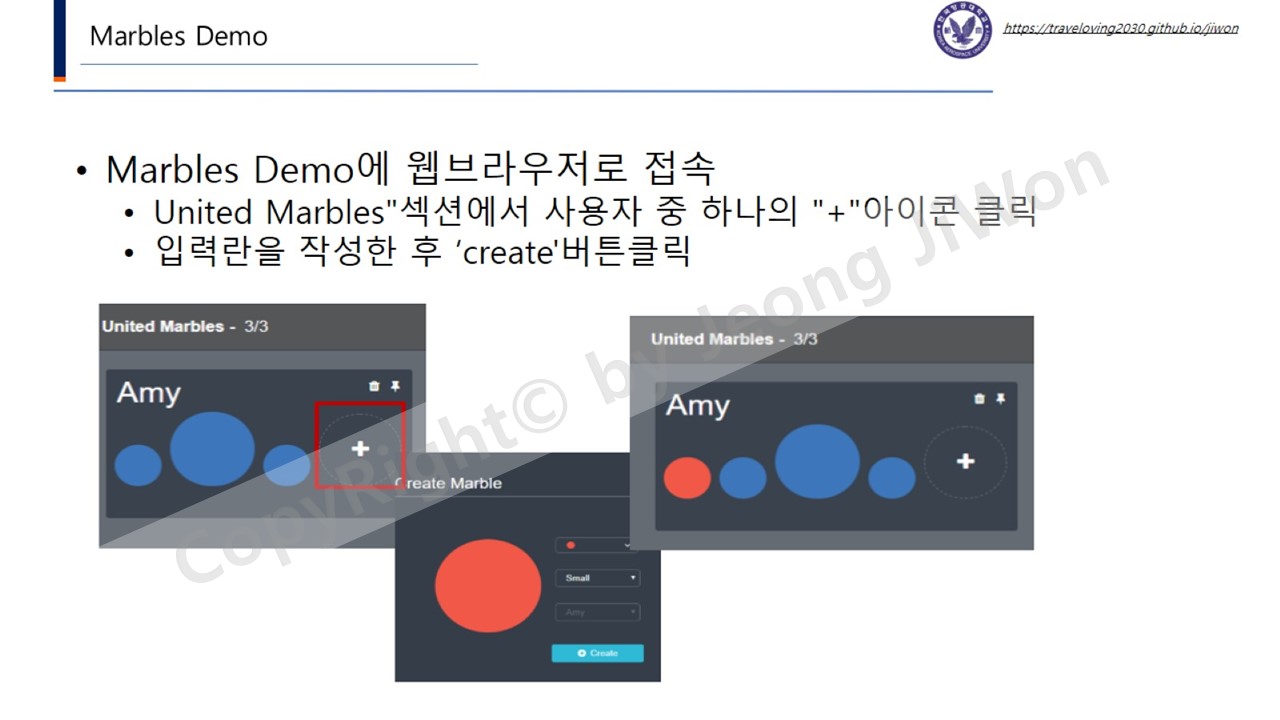 Marbles Demo
https://traveloving2030.github.io/jiwon
• Marbles Demo에 웹브라우저로 접속
• United Marbles"섹션에서 사용자 중 하나의 "+"아이콘 클릭
• 입력란을 작성한 후 ‘create'버튼클릭
United Marbles - 3/3
Amy
Create Marble
Small
Amy
Create
United Marbles - 3/3
Amy
CopyRight© by Jeong JiWon